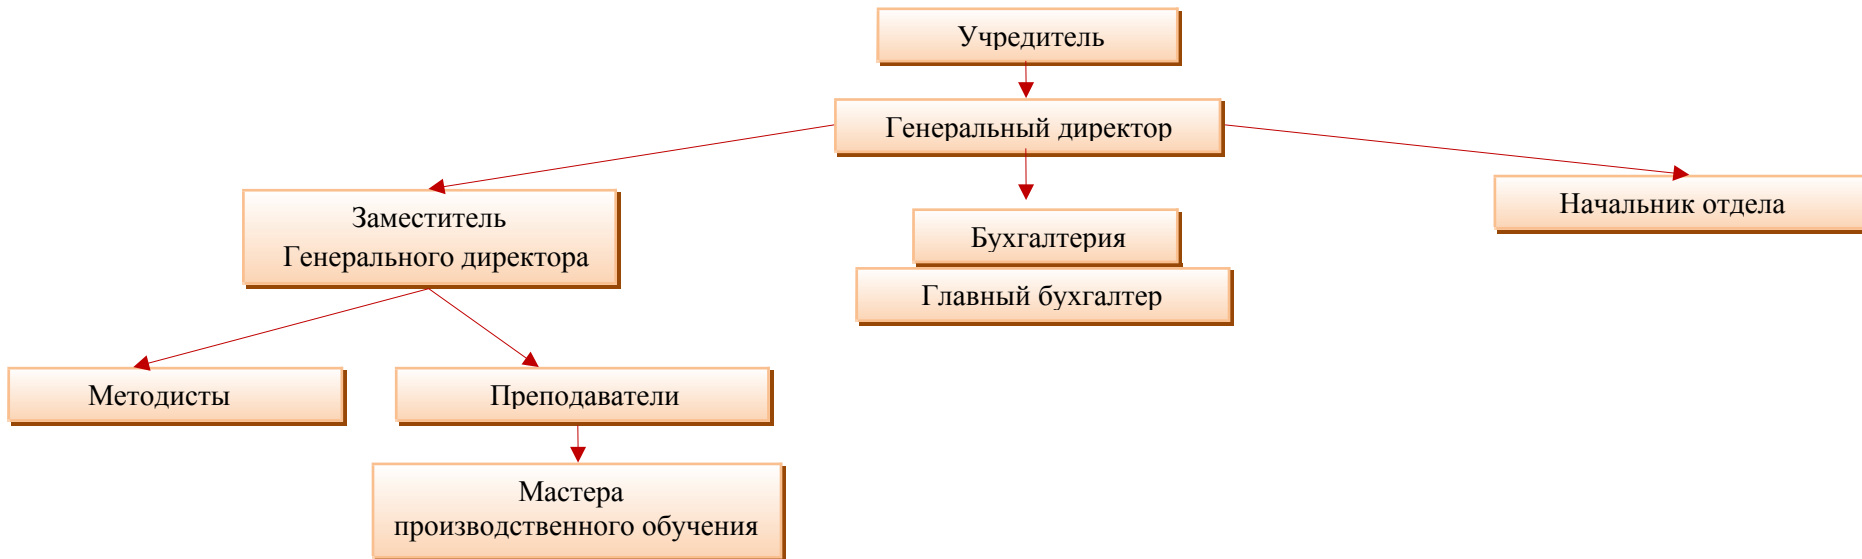 Учредитель
Генеральный директор
Заместитель
Генерального директора
Бухгалтерия
Главный бухгалтер
Начальник отдела
Методисты
Преподаватели
Мастера
производственного обучения